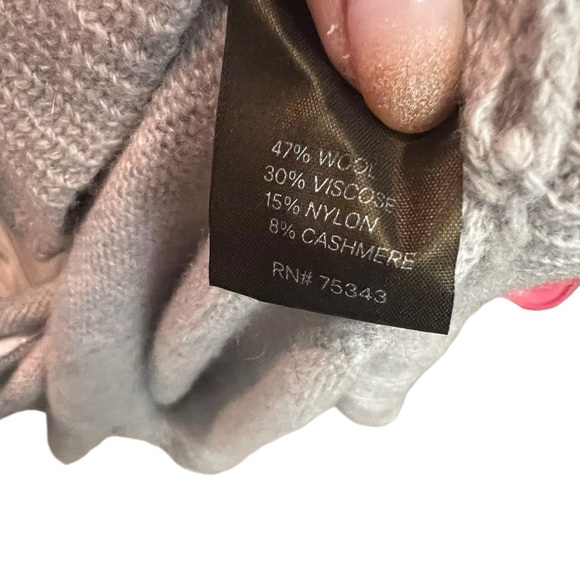 47% WOOL
30% VISCOSE
15% NYLON
8% CASHMERE
RN# 75343